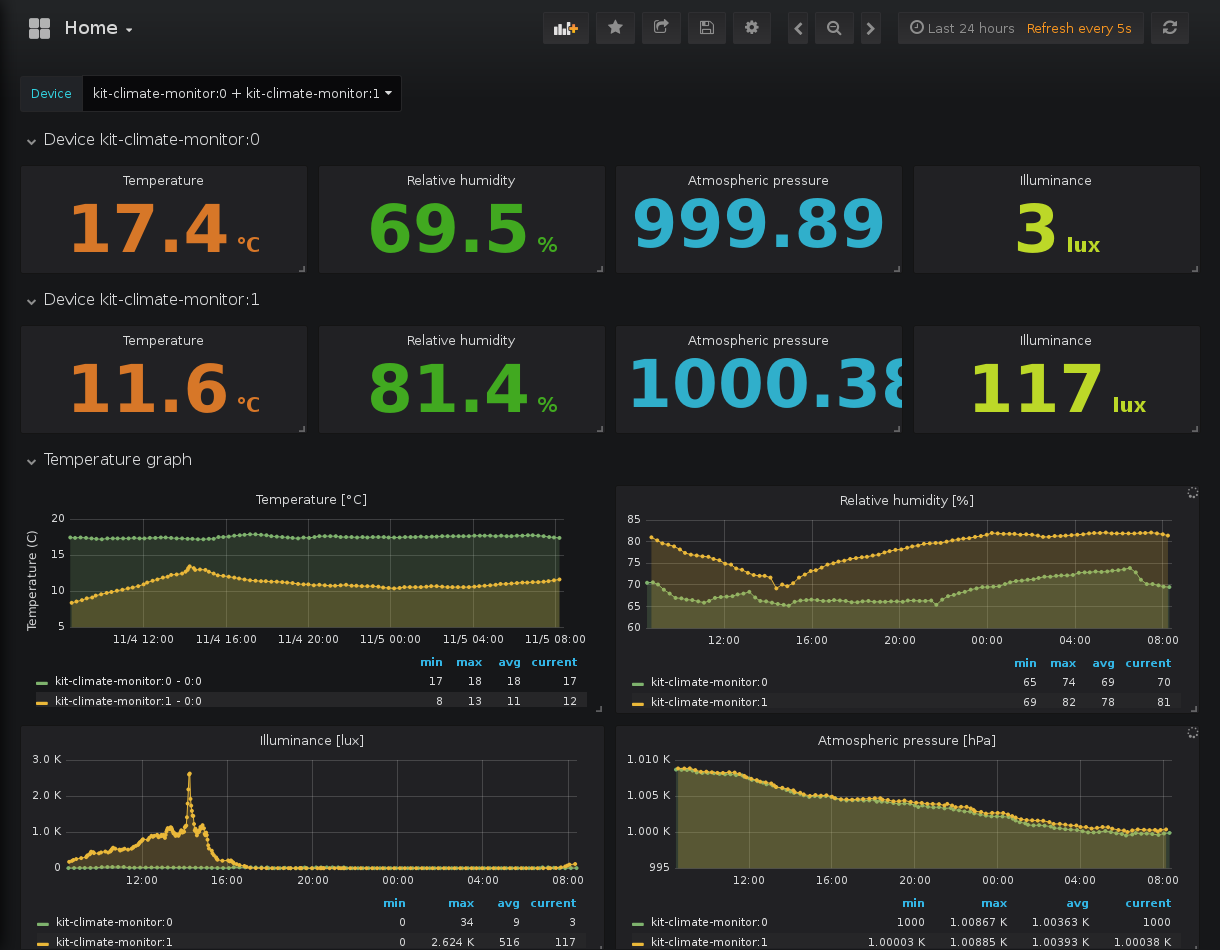 Home
Last 24 hours Refresh every 5s
Device kit-climate-monitor:0 + kit-climate-monitor:1
Device kit-climate-monitor:0
Temperature Relative humidity Atmospheric pressure Illuminance
17.4 °C 69.5 % 999.89 3 lux
Device kit-climate-monitor:1
Temperature Relative humidity Atmospheric pressure Illuminance
11.6 °C 81.4 % 1000.38 117 lux
Temperature graph
Temperature [°C]
Temperature (C)
20
15
10
5
11/4 12:00 11/4 16:00 11/4 20:00 11/5 00:00 11/5 04:00 11/5 08:00
min max avg current
kit-climate-monitor:0 - 0:0 17 18 18 17
kit-climate-monitor:1 - 0:0 8 13 11 12
Relative humidity [%]
85
80
75
70
65
60
12:00 16:00 20:00 00:00 04:00 08:00
min max avg current
kit-climate-monitor:0 65 74 69 70
kit-climate-monitor:1 69 82 78 81
Illuminance [lux]
3.0 K
2.0 K
1.0 K
0
12:00 16:00 20:00 00:00 04:00 08:00
min max avg current
kit-climate-monitor:0 0 34 9 3
kit-climate-monitor:1 0 2.624 K 516 117
Atmospheric pressure [hPa]
1.010 K
1.005 K
1.000 K
995
12:00 16:00 20:00 00:00 04:00 08:00
min max avg current
kit-climate-monitor:0 1000 1.00867 K 1.00363 K 1000
kit-climate-monitor:1 1.00003 K 1.00885 K 1.00393 K 1.00038 K